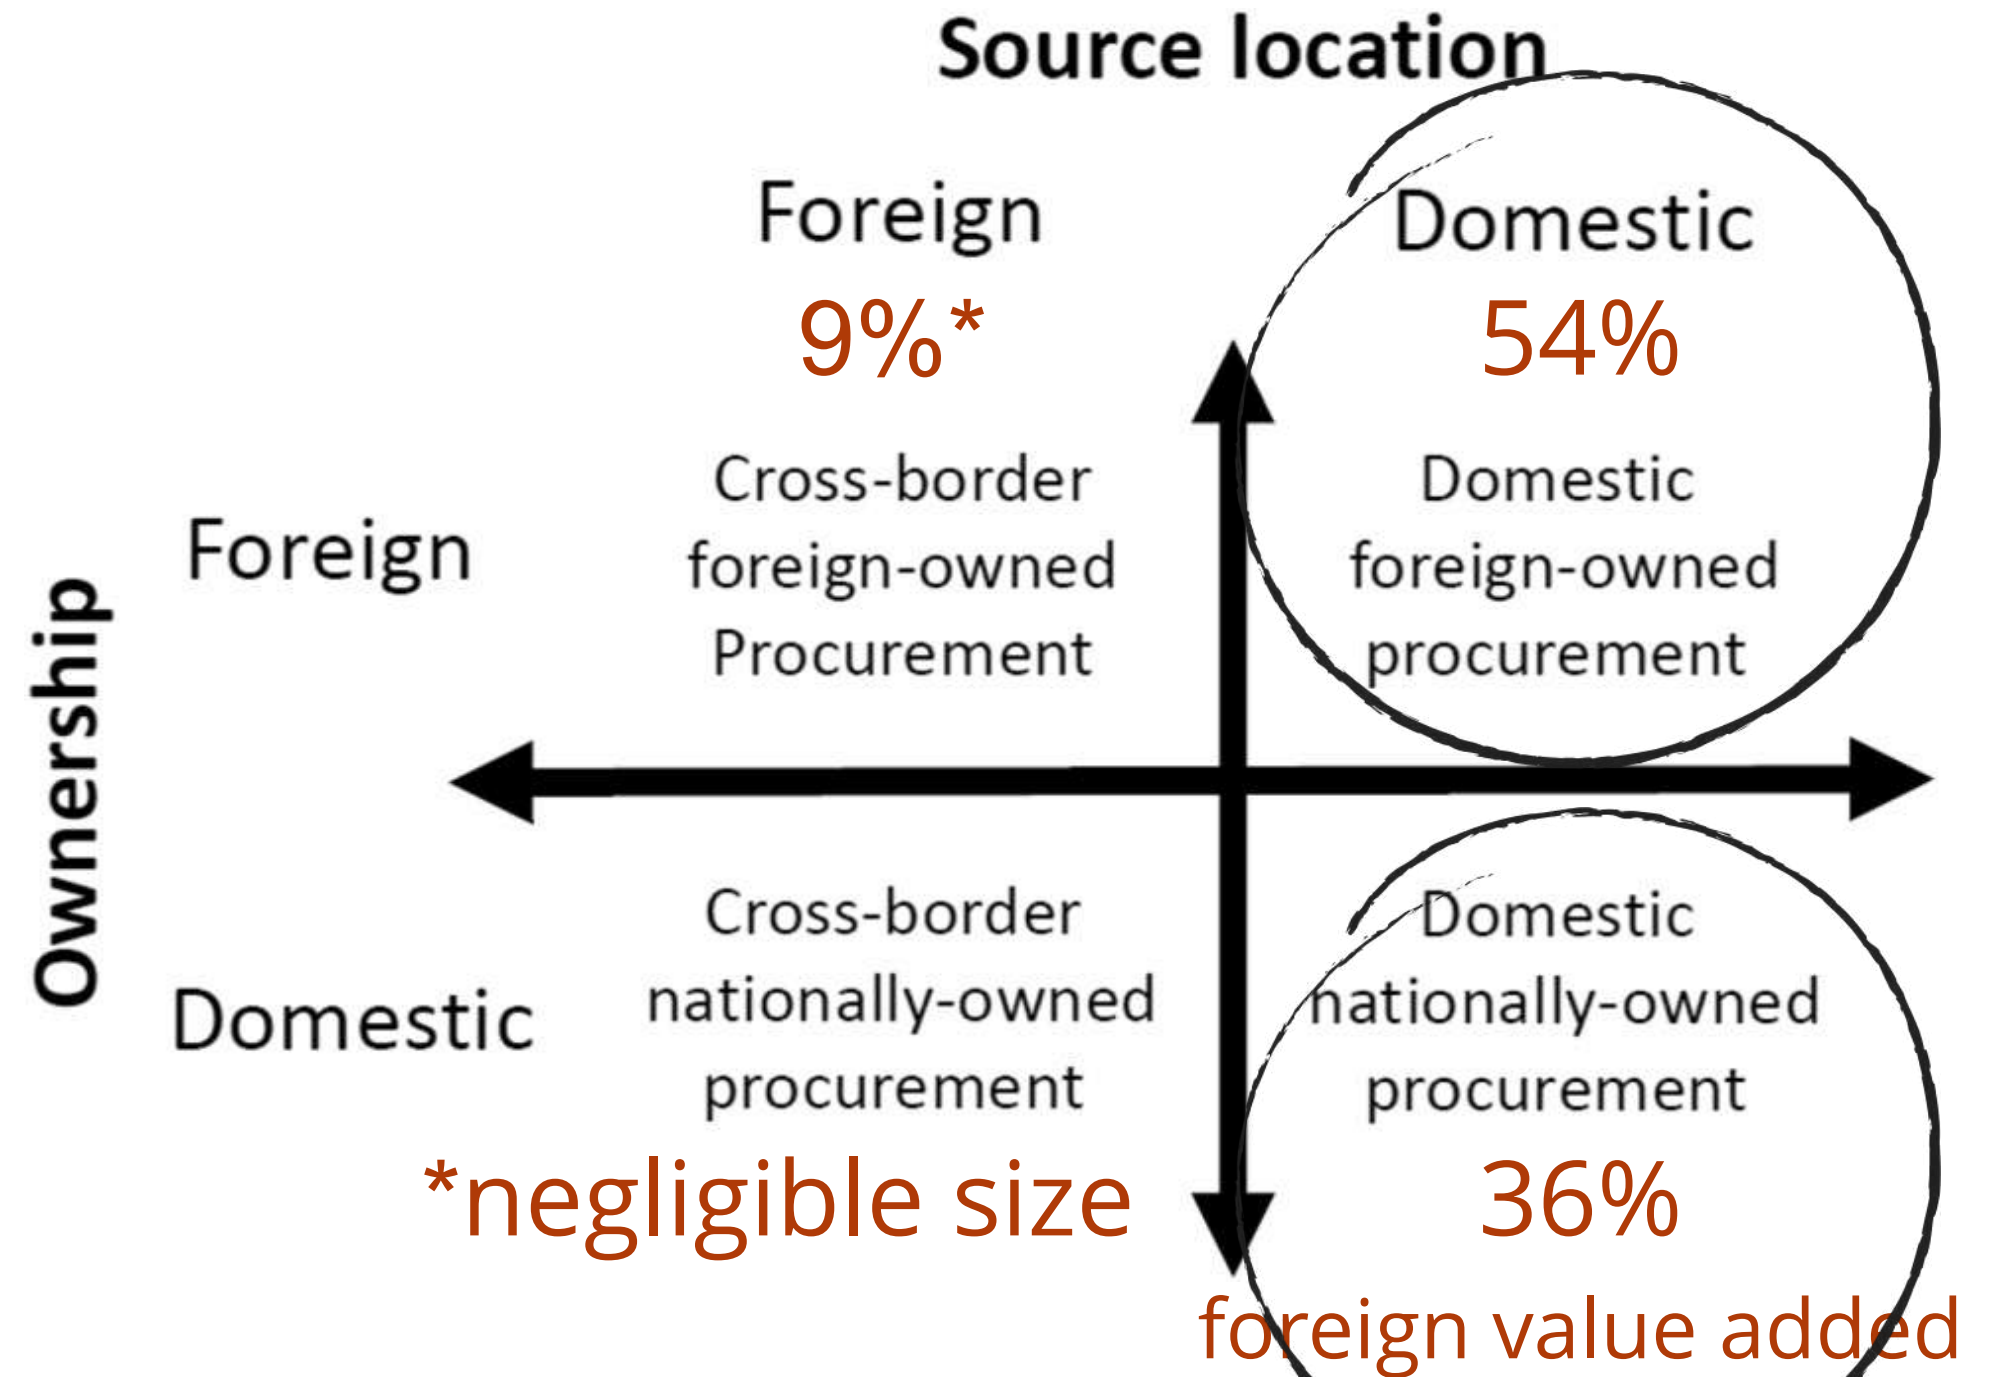 Source location
Foreign
Domestic
9%*
54%
Ownership
Foreign
Cross-border
foreign-owned
Procurement
Domestic
foreign-owned
procurement
Domestic
Cross-border
nationally-owned
procurement
*negligible size
Domestic
nationally-owned
procurement
36%
foreign value added